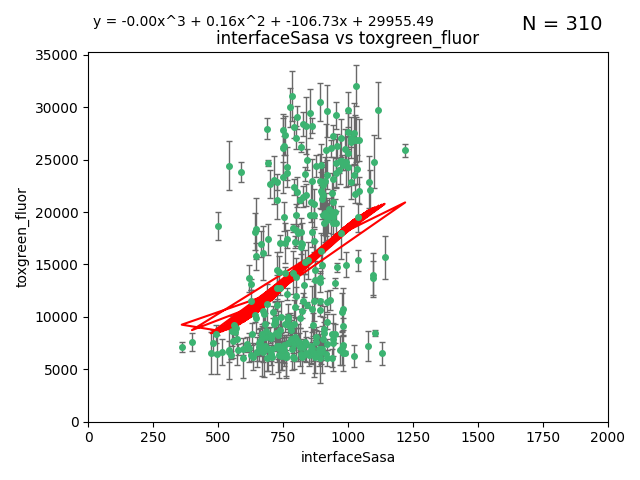 y = -0.00x^3 + 0.16x^2 + -106.73x + 29955.49
N = 310
interfaceSasa vs toxgreen_fluor
35000
30000
25000
20000
15000
10000
5000
0
toxgreen_fluor
0 250 500 750 1000 1250 1500 1750 2000
interfaceSasa